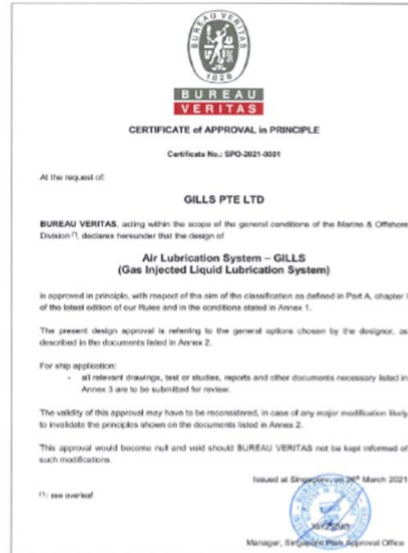 BUREAU VERITAS
1828
BUREAU
VERITAS
CERTIFICATE of APPROVAL in PRINCIPLE
Certificate No.: SPO-2021-0001
At the request of:
GILLS PTE LTD
BUREAU VERITAS, acting within the scope of the general conditions of the Marine & Offshore
Division (*), declares hereunder that the design of
Air Lubrication System – GILLS
(Gas Injected Liquid Lubrication System)
is approved in principle, with respect of the aim of the classification as defined in Part A, chapter I
of the latest edition of our Rules and in the conditions stated in Annex 1.
The present design approval is referring to the general options chosen by the designer, as
described in the documents listed in Annex 2.
For ship application:
- all relevant drawings, test or studies, reports and other documents necessary listed in
Annex 3 are to be submitted for review.
The validity of this approval may have to be reconsidered, in case of any major modification likely
to invalidate the principles shown on the documents listed in Annex 2.
This approval would become null and void should BUREAU VERITAS not be kept informed of
such modifications.
Issued at Singapore, on 26th March 2021
(*): see overleaf
Manager, Singapore Plan Approval Office